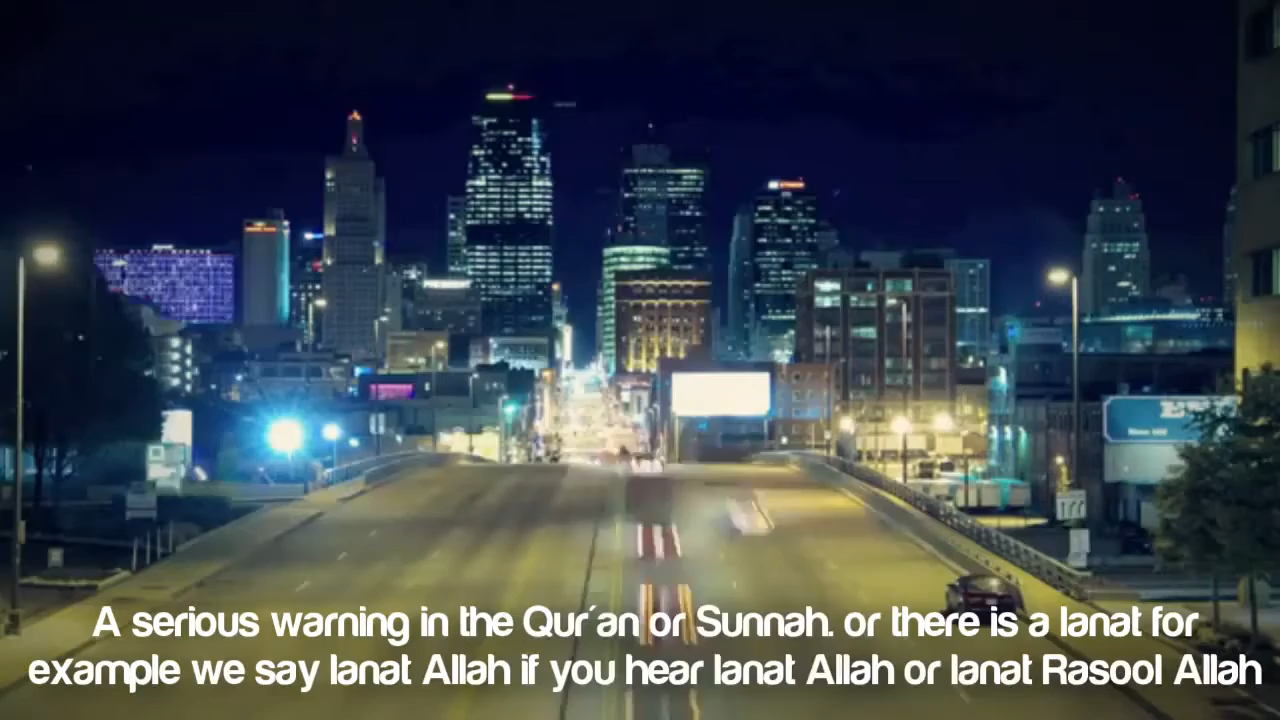 A serious warning in the Qur´an or Sunnah. or there is a lanat for
example we say lanat Allah if you hear lanat Allah or lanat Rasool Allah